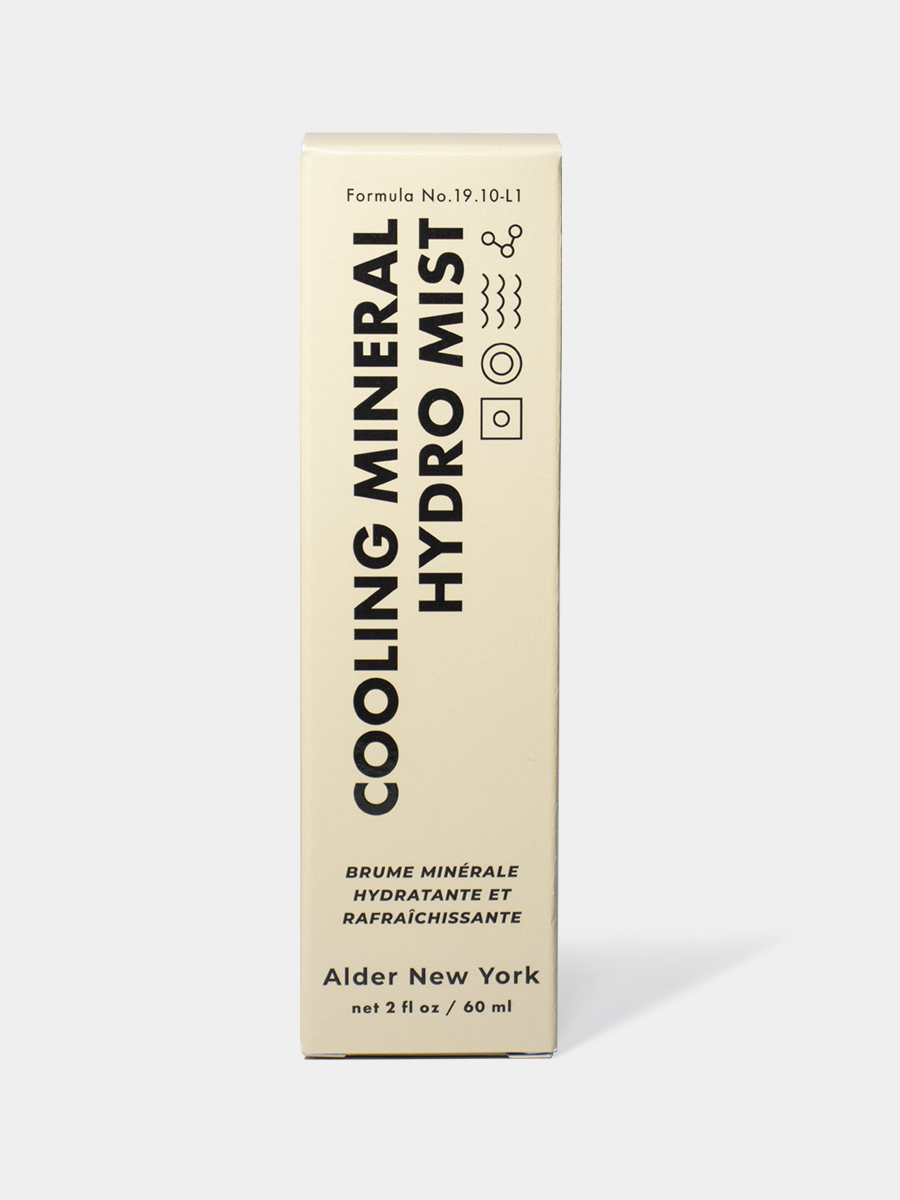 Formula No.19.10-L1
COOLING MINERAL
HYDRO MIST
BRUME MINÉRALE
HYDRATANTE ET
RAFRAÎCHISSANTE
Alder New York
net 2 fl oz / 60 ml